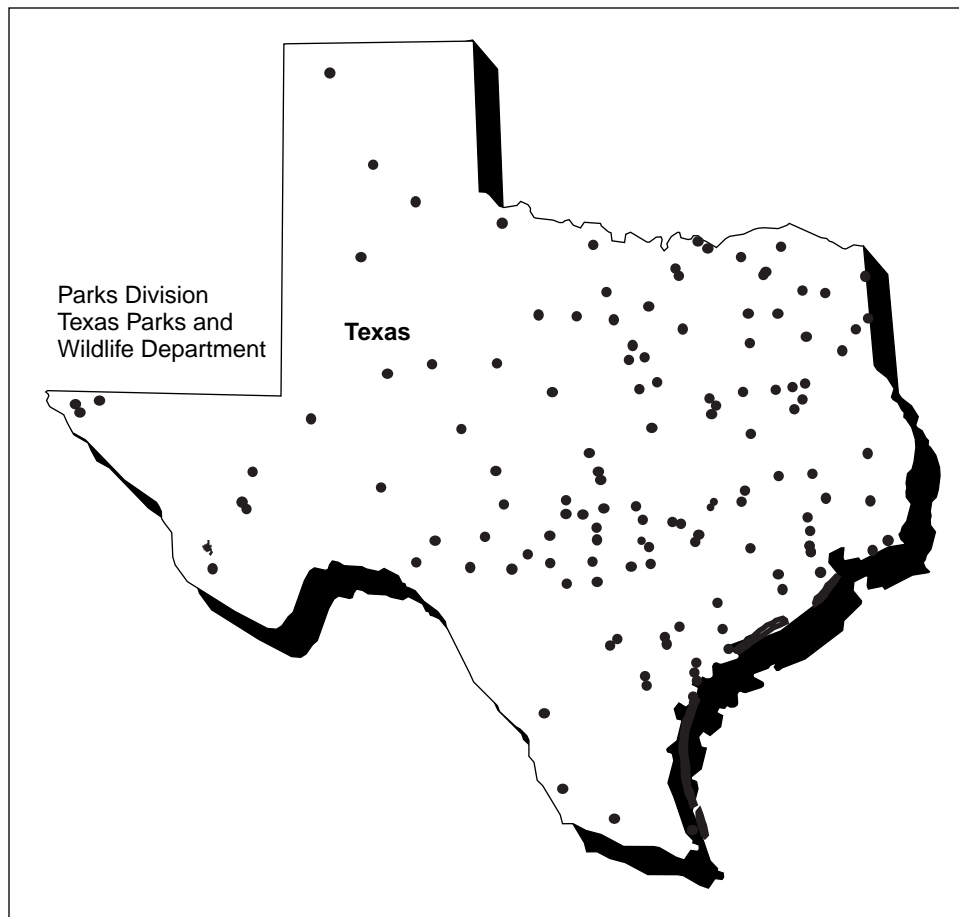 Parks Division
Texas Parks and
Wildlife Department
Texas